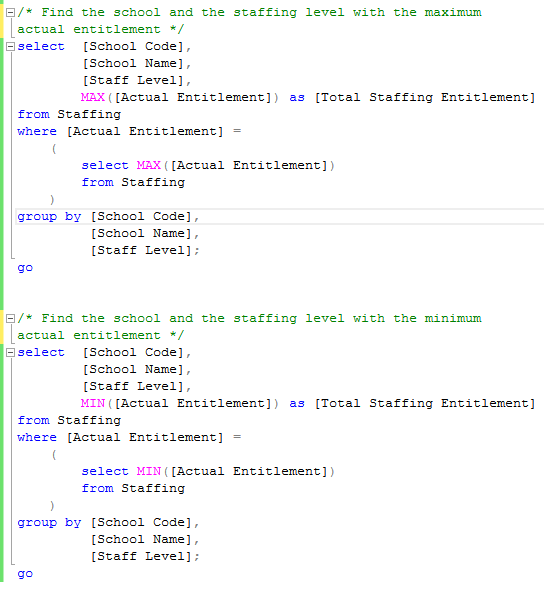 /* Find the school and the staffing level with the maximum
actual entitlement */
select  [School Code],
        [School Name],
        [Staff Level],
        MAX([Actual Entitlement]) as [Total Staffing Entitlement]
from Staffing
where [Actual Entitlement] =
    (
        select MAX([Actual Entitlement])
        from Staffing
    )
group by [School Code],
         [School Name],
         [Staff Level];
go
/* Find the school and the staffing level with the minimum
actual entitlement */
select  [School Code],
        [School Name],
        [Staff Level],
        MIN([Actual Entitlement]) as [Total Staffing Entitlement]
from Staffing
where [Actual Entitlement] =
    (
        select MIN([Actual Entitlement])
        from Staffing
    )
group by [School Code],
         [School Name],
         [Staff Level];
go